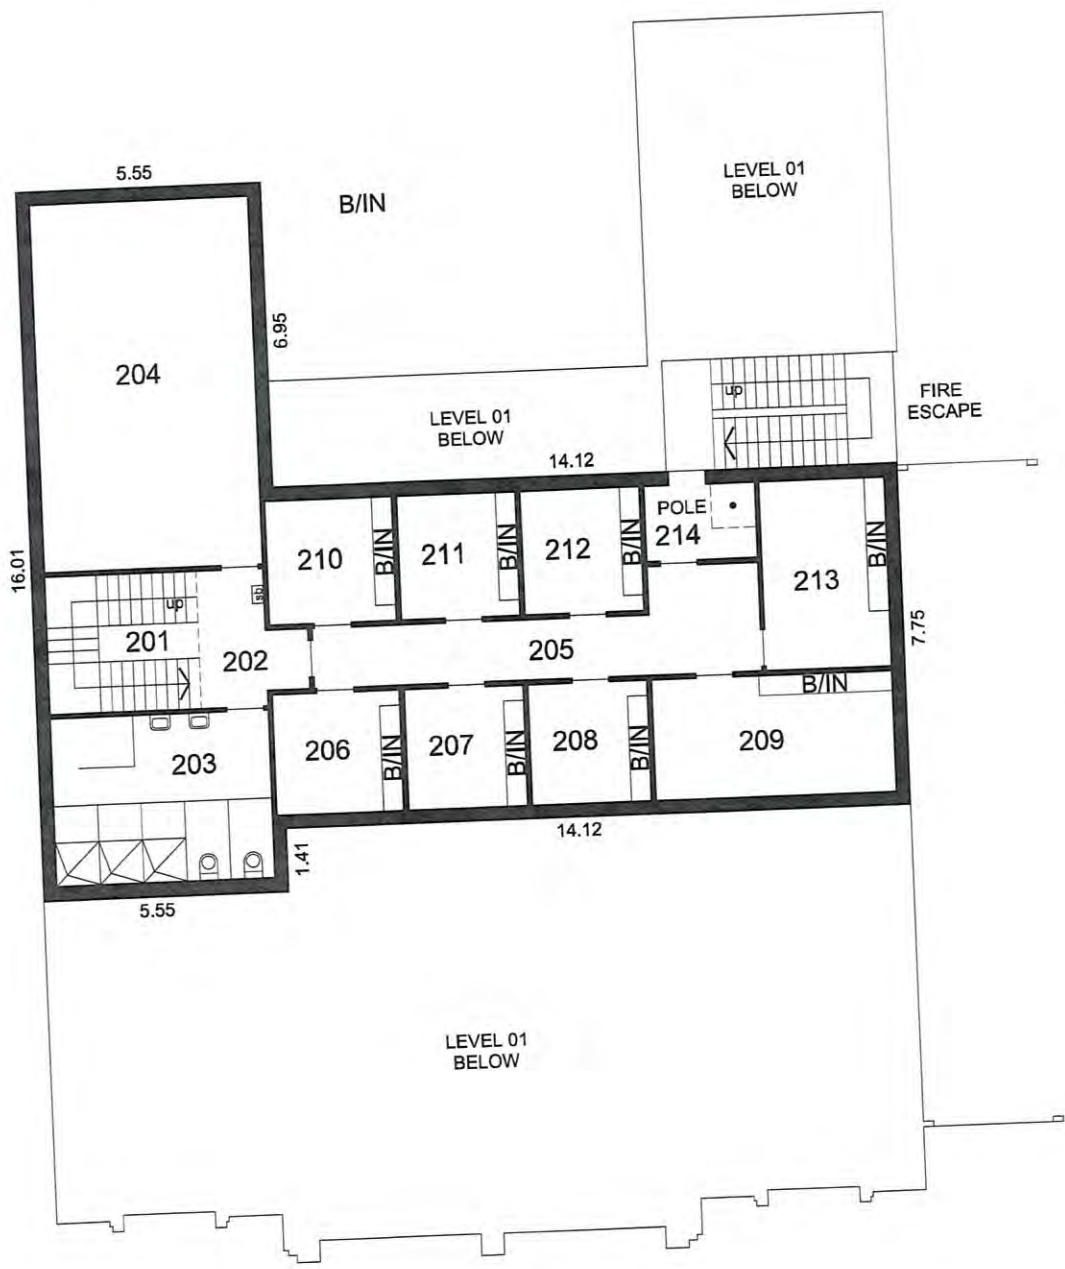 5.55
B/IN
LEVEL 01
BELOW
6.95
204
16.01
up
FIRE
ESCAPE
LEVEL 01
BELOW
14.12
POLE
214
210
B/IN
211
B/IN
212
B/IN
213
B/IN
7.75
sb
up
201
202
205
B/IN
203
206
B/IN
207
B/IN
208
B/IN
209
14.12
1.41
5.55
LEVEL 01
BELOW